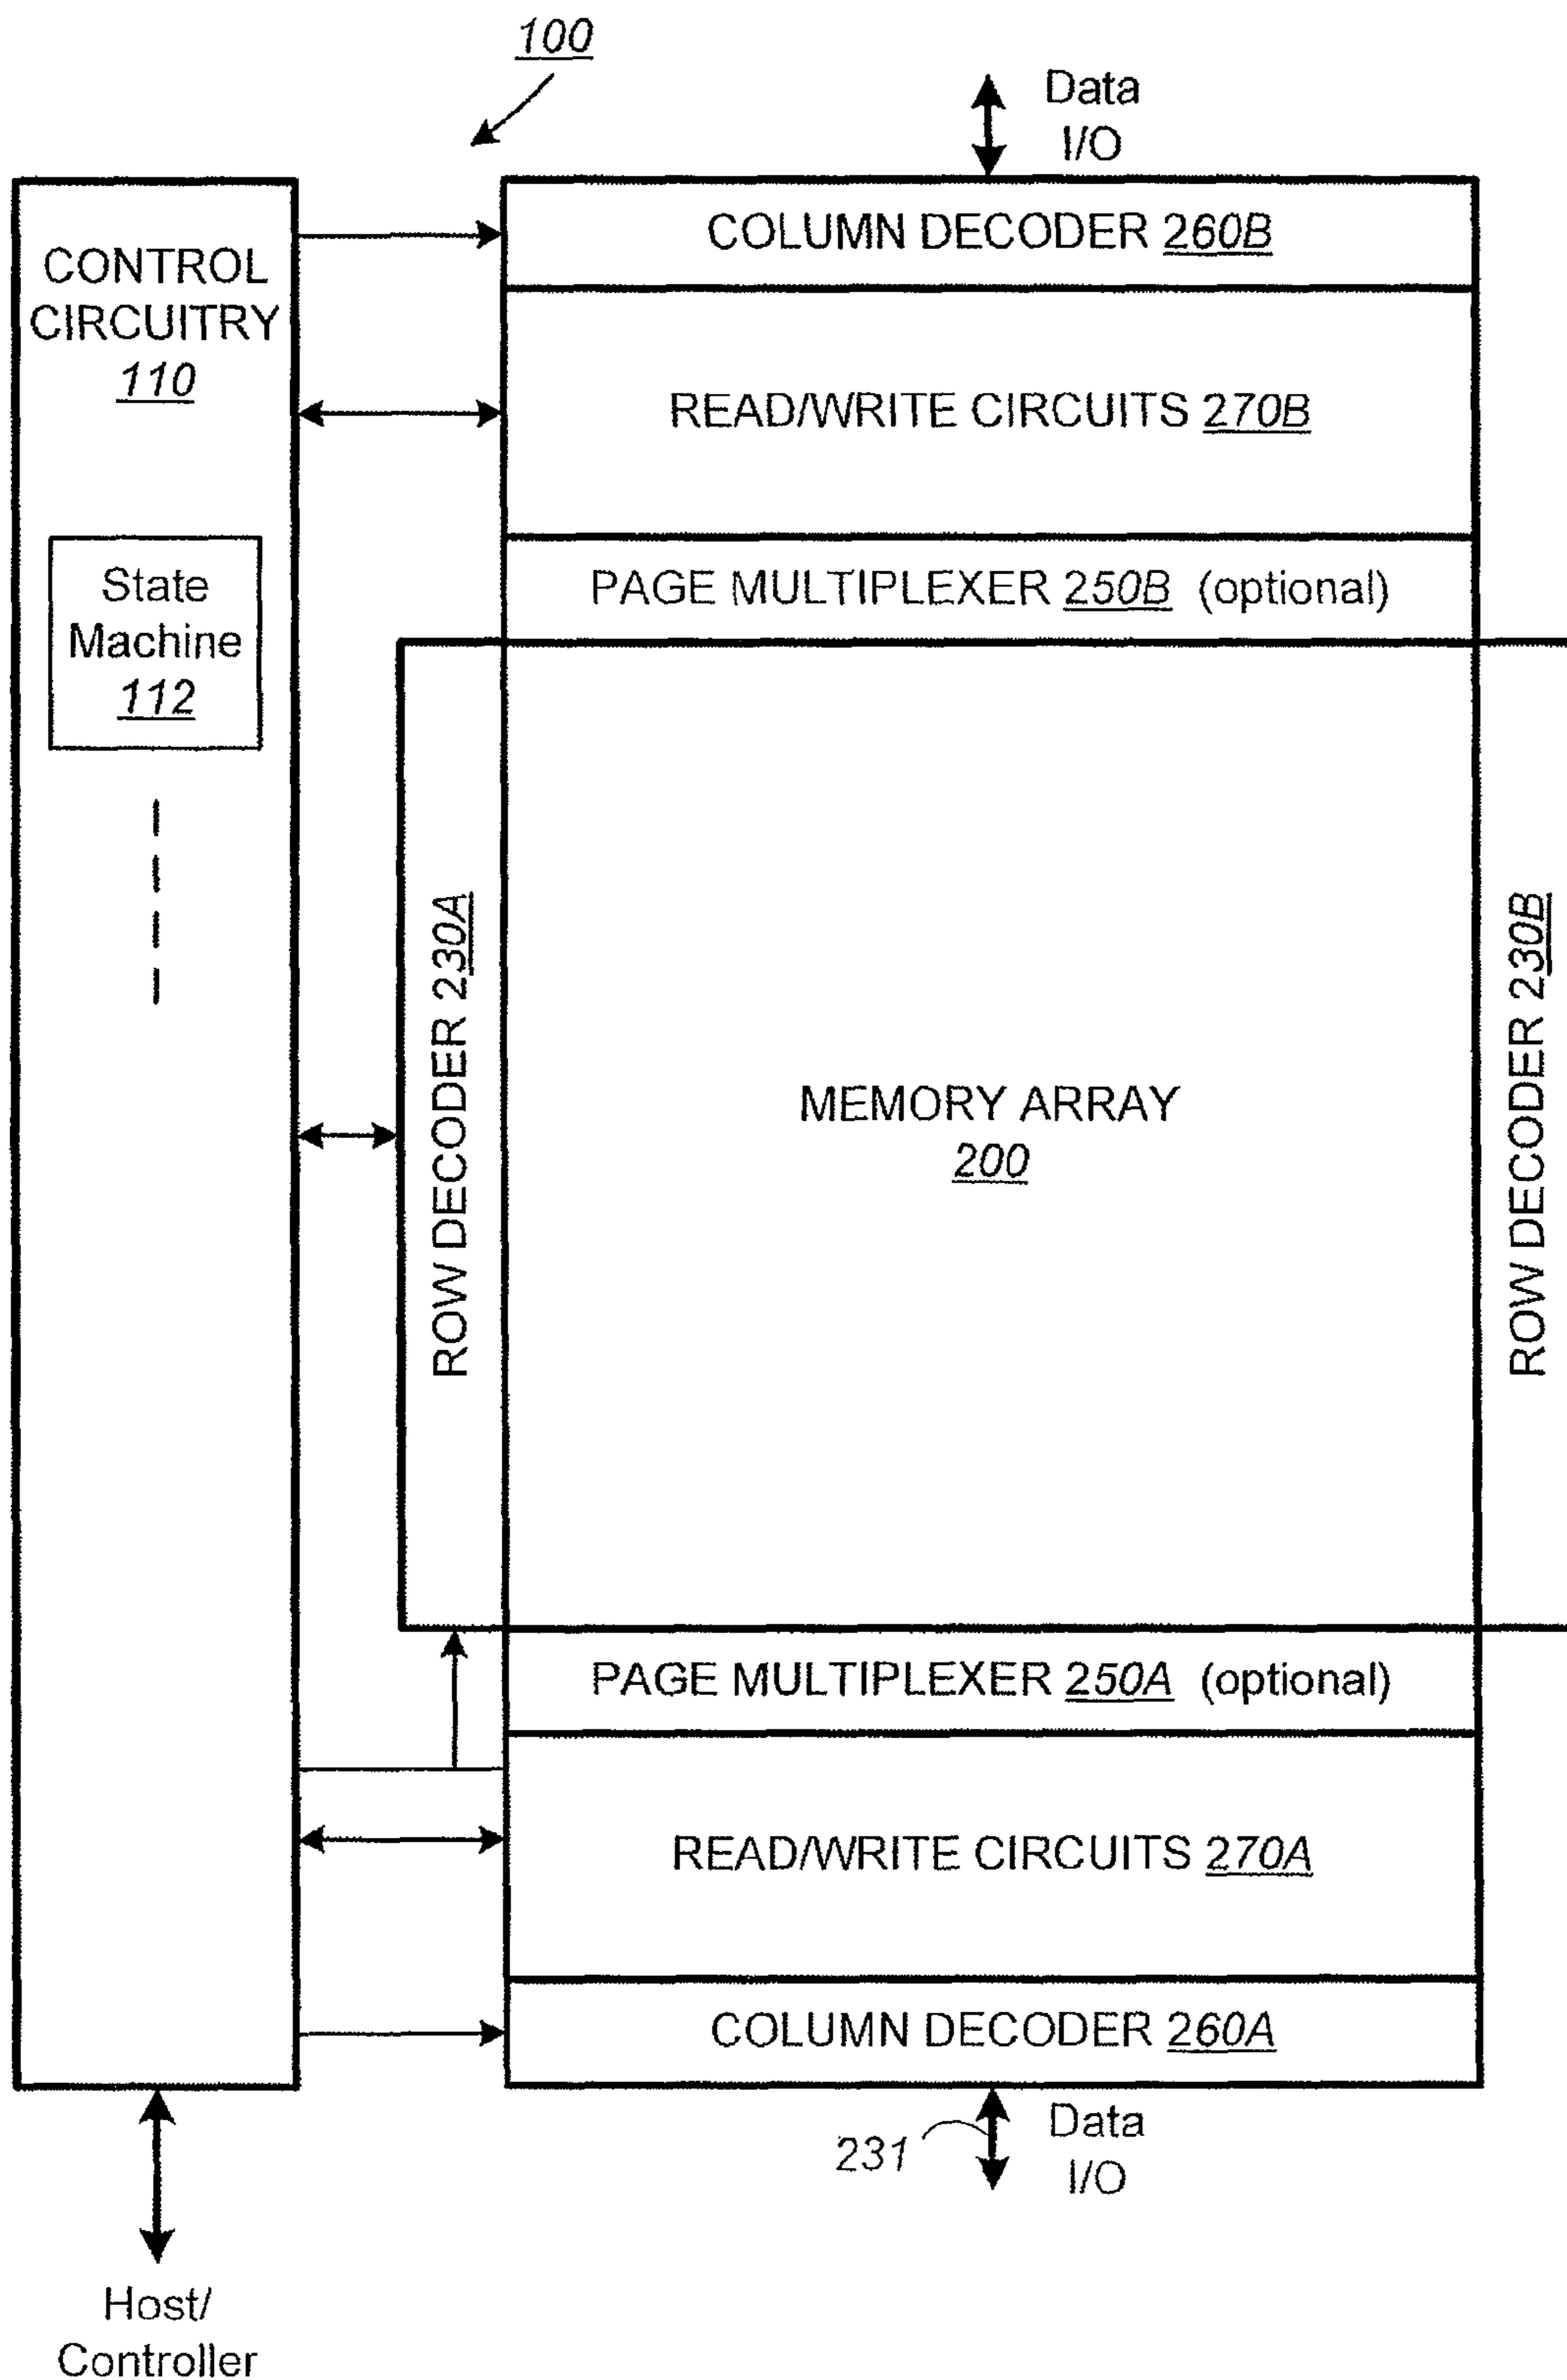 100
Data
I/O
COLUMN DECODER 260B
CONTROL
CIRCUITRY
110
READ/WRITE CIRCUITS 270B
State
Machine
112
PAGE MULTIPLEXER 250B (optional)
ROW DECODER 230A
MEMORY ARRAY
200
ROW DECODER 230B
PAGE MULTIPLEXER 250A (optional)
READ/WRITE CIRCUITS 270A
COLUMN DECODER 260A
231
Data
I/O
Host/
Controller